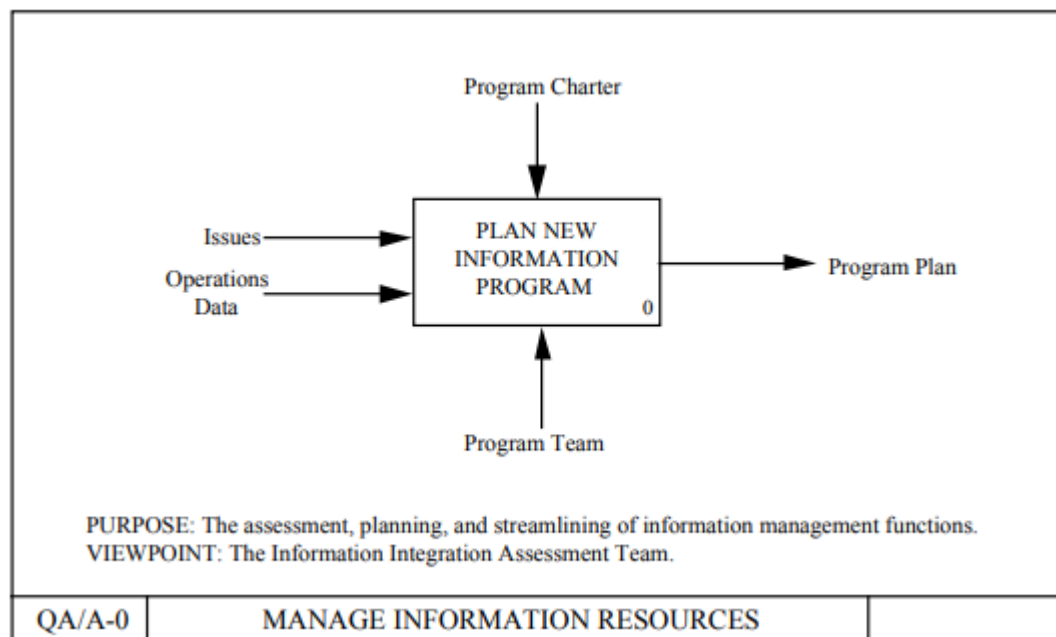 Program Charter
PLAN NEW
INFORMATION
PROGRAM
0
Issues
Operations
Data
Program Plan
Program Team
PURPOSE: The assessment, planning, and streamlining of information management functions.
VIEWPOINT: The Information Integration Assessment Team.
QA/A-0
MANAGE INFORMATION RESOURCES